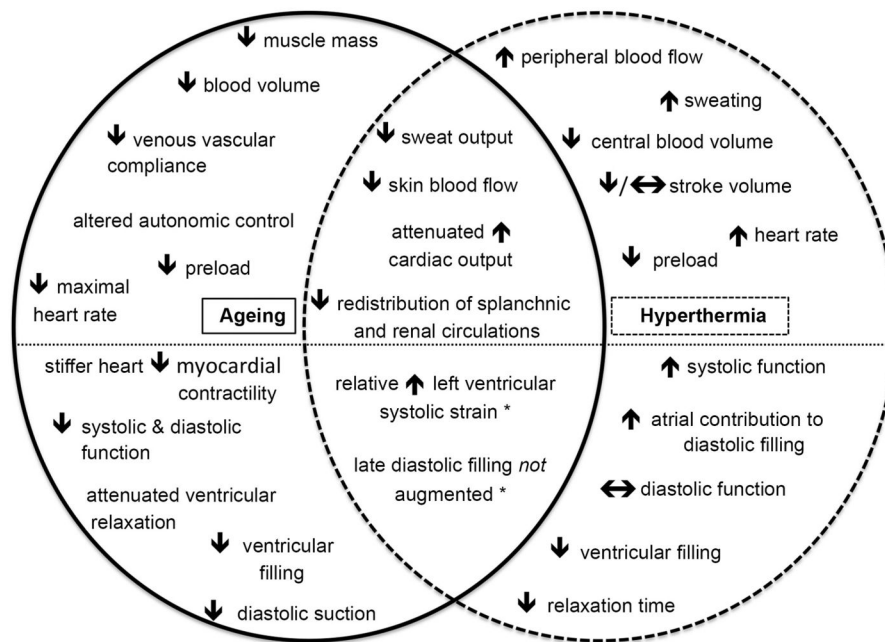 ↓ muscle mass
↓ blood volume
↓ venous vascular
compliance
altered autonomic control
↓ preload
↓ maximal
heart rate
Ageing
stiffer heart ↓ myocardial
contractility
↓ systolic & diastolic
function
attenuated ventricular
relaxation
↓ ventricular
filling
↓ diastolic suction
↓ sweat output
↓ skin blood flow
attenuated ↑
cardiac output
↓ redistribution of splanchnic
and renal circulations
relative ↑ left ventricular
systolic strain *
late diastolic filling not
augmented *
↑ peripheral blood flow
↑ sweating
↓ central blood volume
↓/↔ stroke volume
↑ heart rate
↓ preload
Hyperthermia
↑ systolic function
↑ atrial contribution to
diastolic filling
↔ diastolic function
↓ ventricular filling
↓ relaxation time